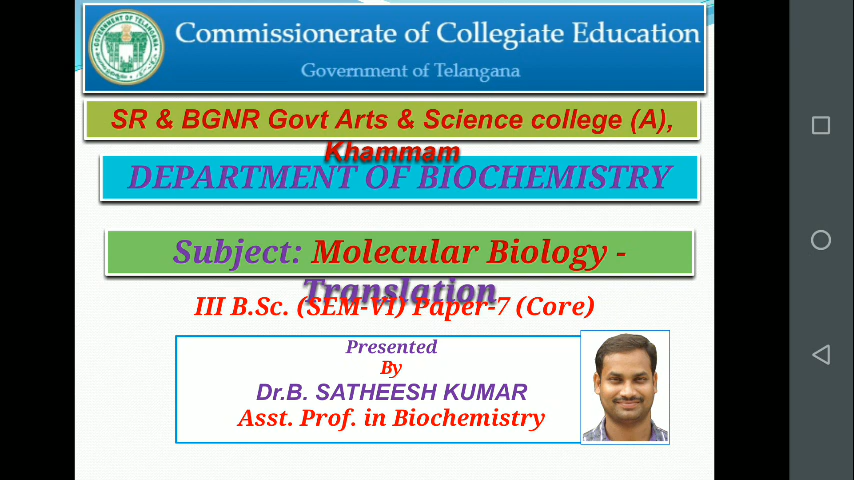 Commissionerate of Collegiate Education
Government of Telangana
SR & BGNR Govt Arts & Science college (A),
Khammam
DEPARTMENT OF BIOCHEMISTRY
Subject: Molecular Biology -
Translation
III B.Sc. (SEM-VI) Paper-7 (Core)
Presented
By
Dr.B. SATHEESH KUMAR
Asst. Prof. in Biochemistry